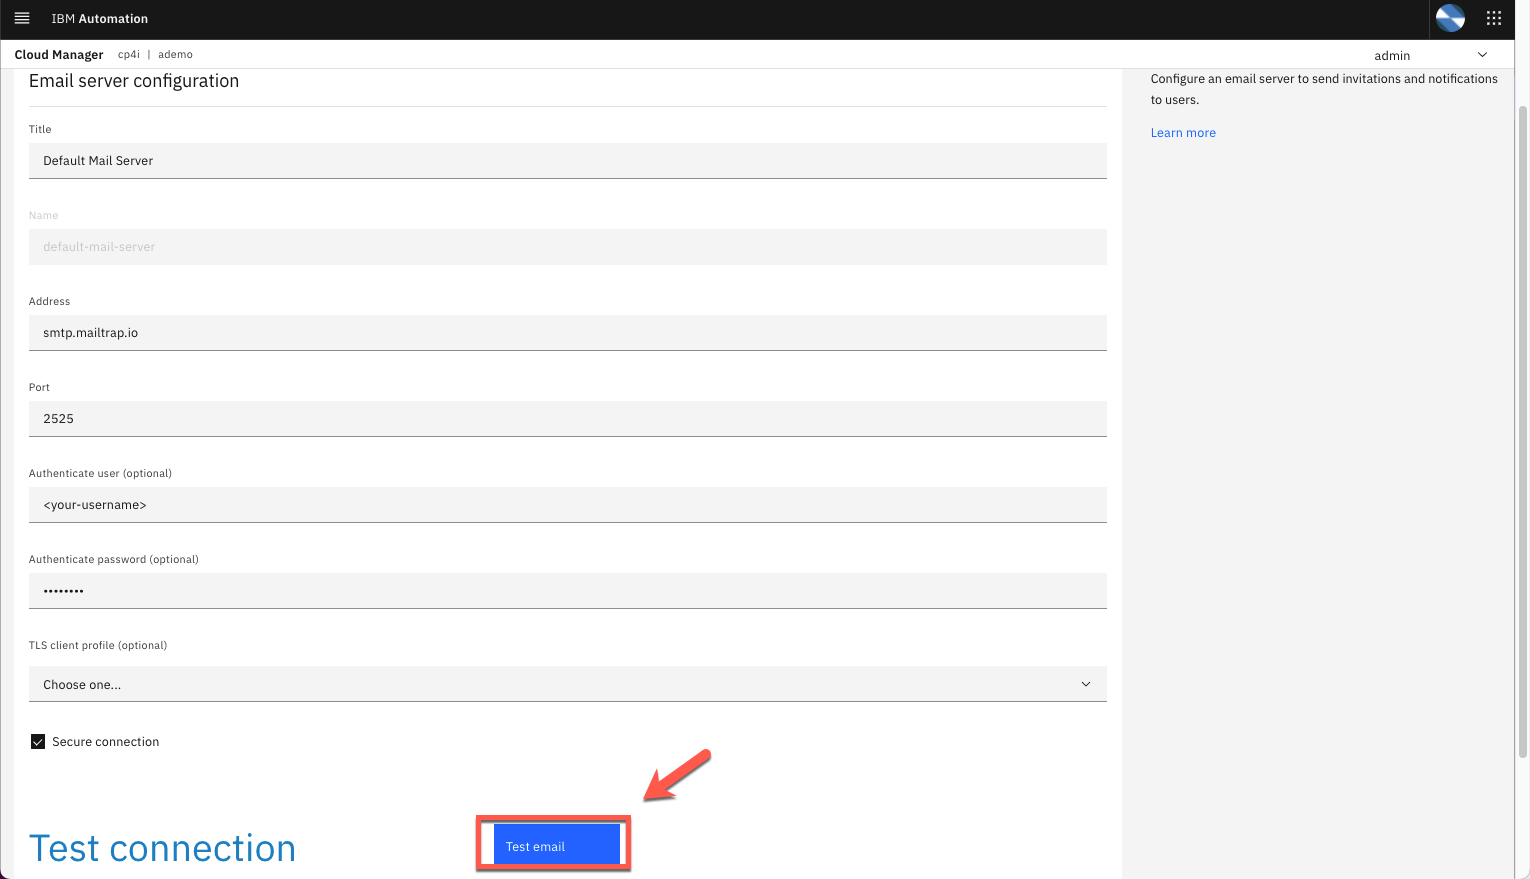 IBM Automation
Cloud Manager cp4i | ademo
admin
Email server configuration
Title
Default Mail Server
Name
default-mail-server
Address
smtp.mailtrap.io
Port
2525
Authenticate user (optional)
<your-username>
Authenticate password (optional)
••••••••
TLS client profile (optional)
Choose one...
Secure connection
Test connection
Test email
Configure an email server to send invitations and notifications
to users.
Learn more